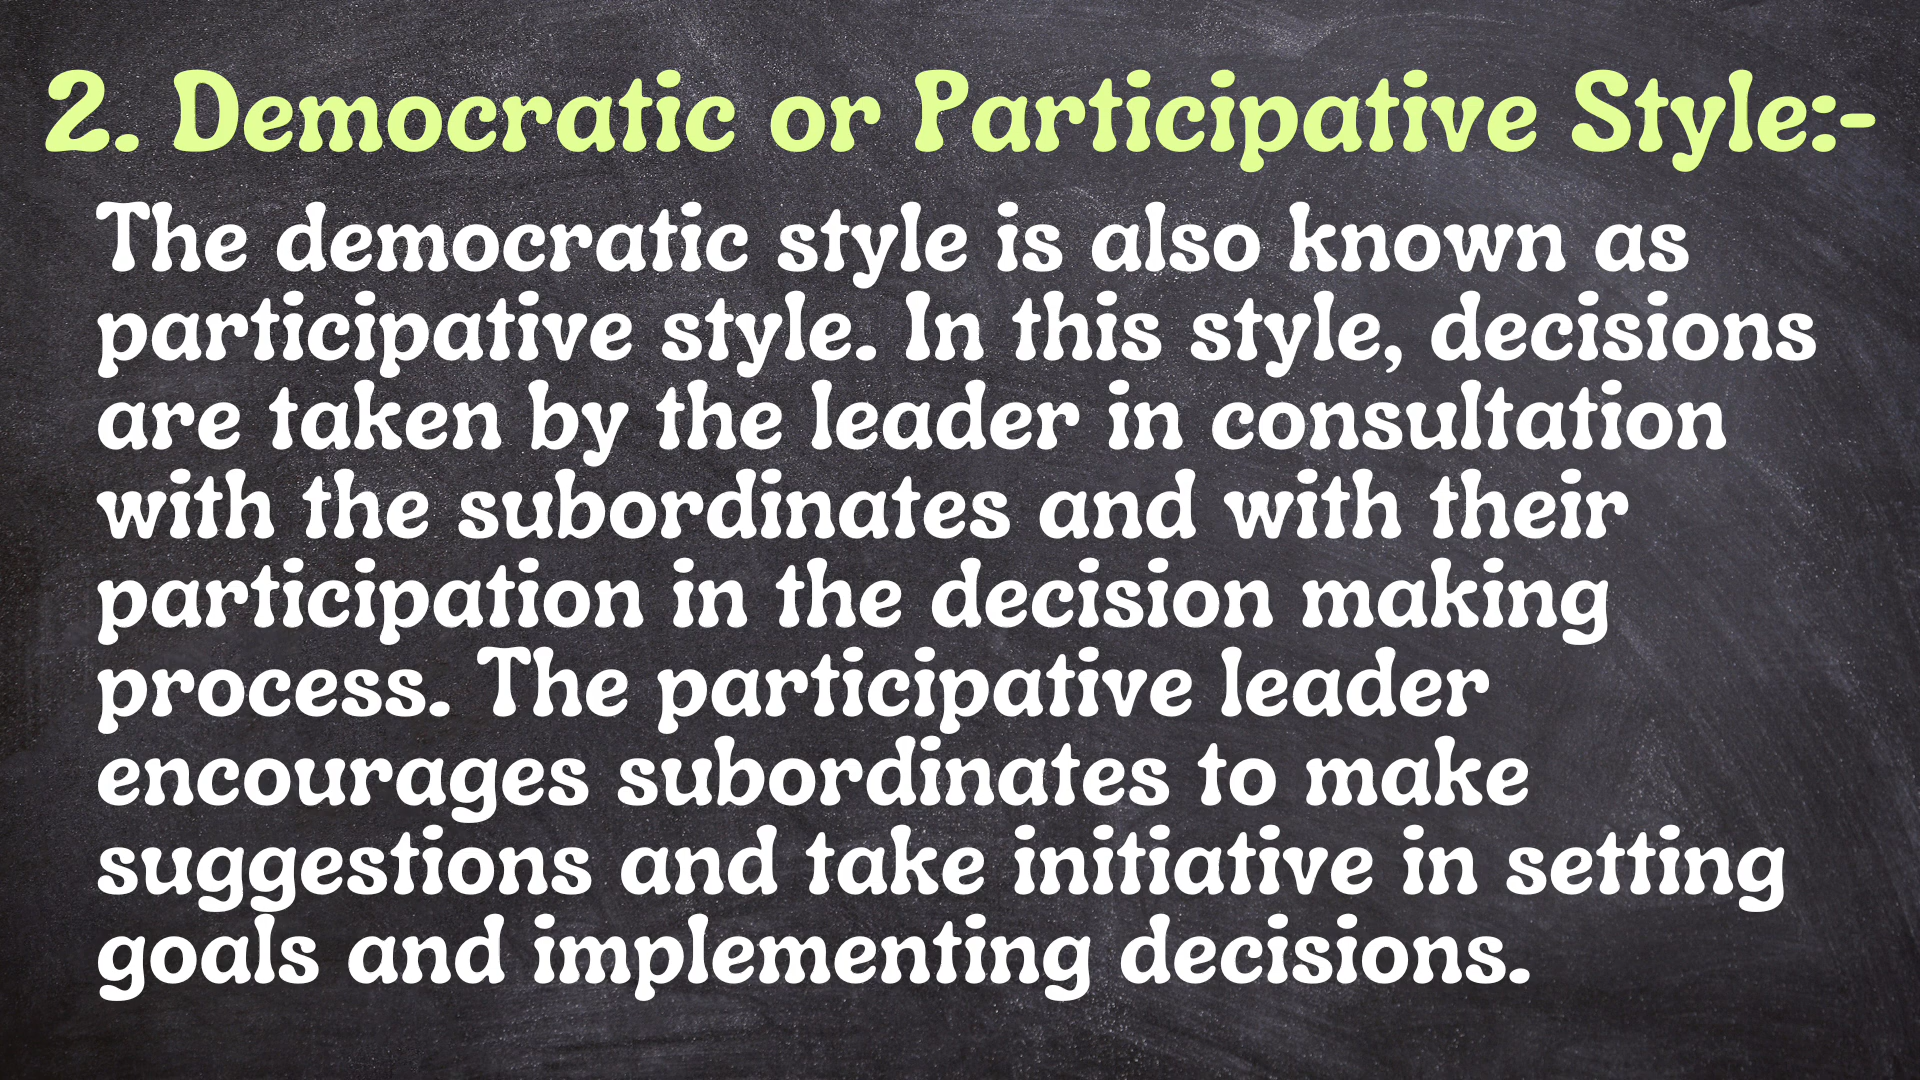 2. Democratic or Participative Style:-
The democratic style is also known as
participative style. In this style, decisions
are taken by the leader in consultation
with the subordinates and with their
participation in the decision making
process. The participative leader
encourages subordinates to make
suggestions and take initiative in setting
goals and implementing decisions.